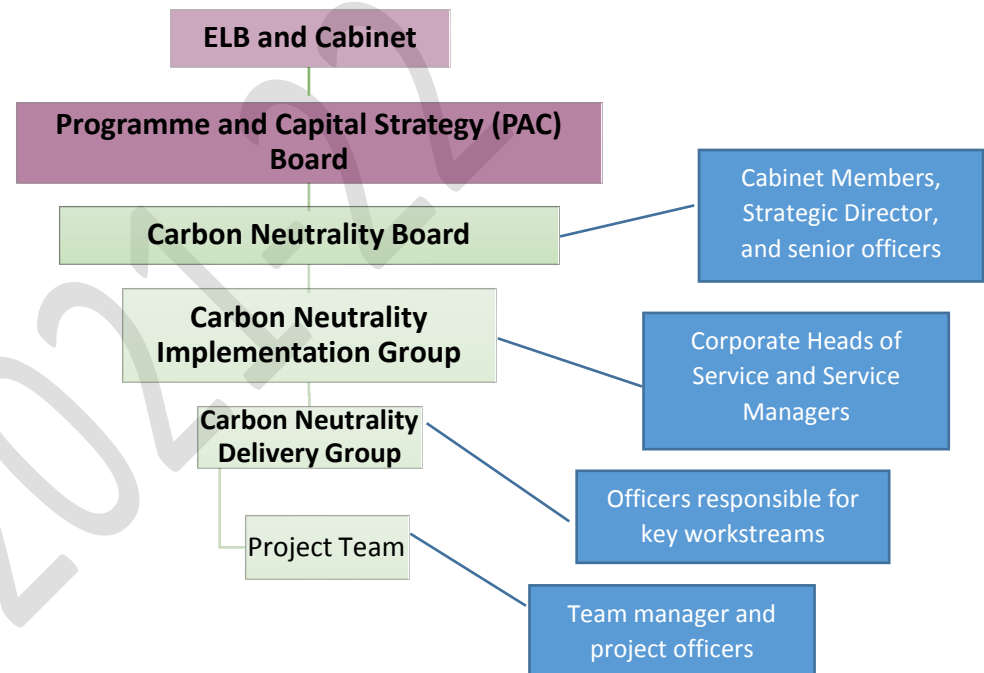 ELB and Cabinet
Programme and Capital Strategy (PAC)
Board
Carbon Neutrality Board
Cabinet Members,
Strategic Director,
and senior officers
Carbon Neutrality
Implementation Group
Corporate Heads of
Service and Service
Managers
Carbon Neutrality
Delivery Group
Officers responsible for
key workstreams
Project Team
Team manager and
project officers
2021-22